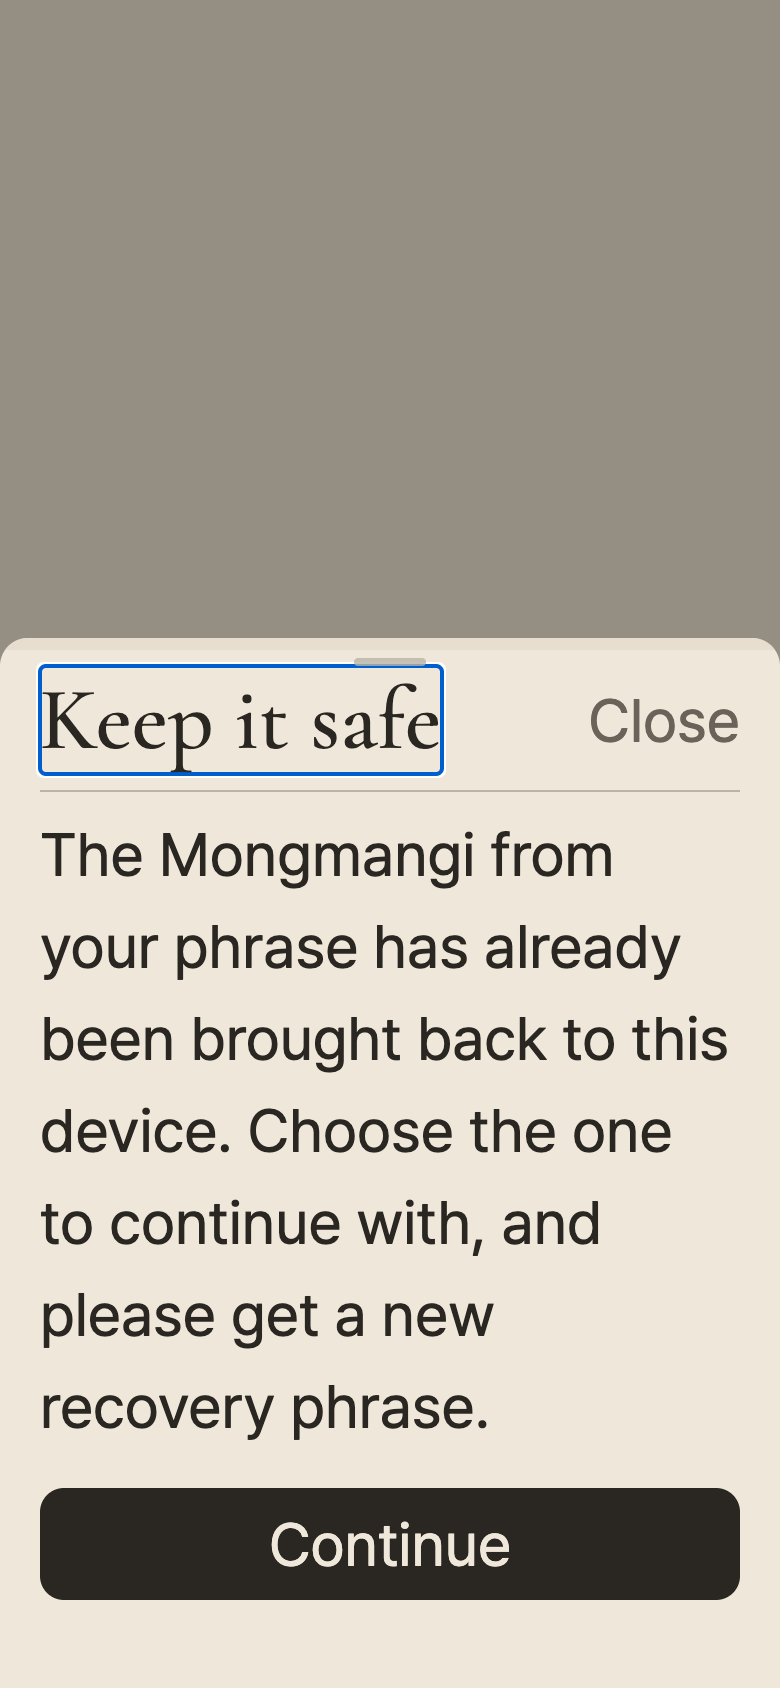 Keep it safe
Close
The Mongmangi from
your phrase has already
been brought back to this
device. Choose the one
to continue with, and
please get a new
recovery phrase.
Continue